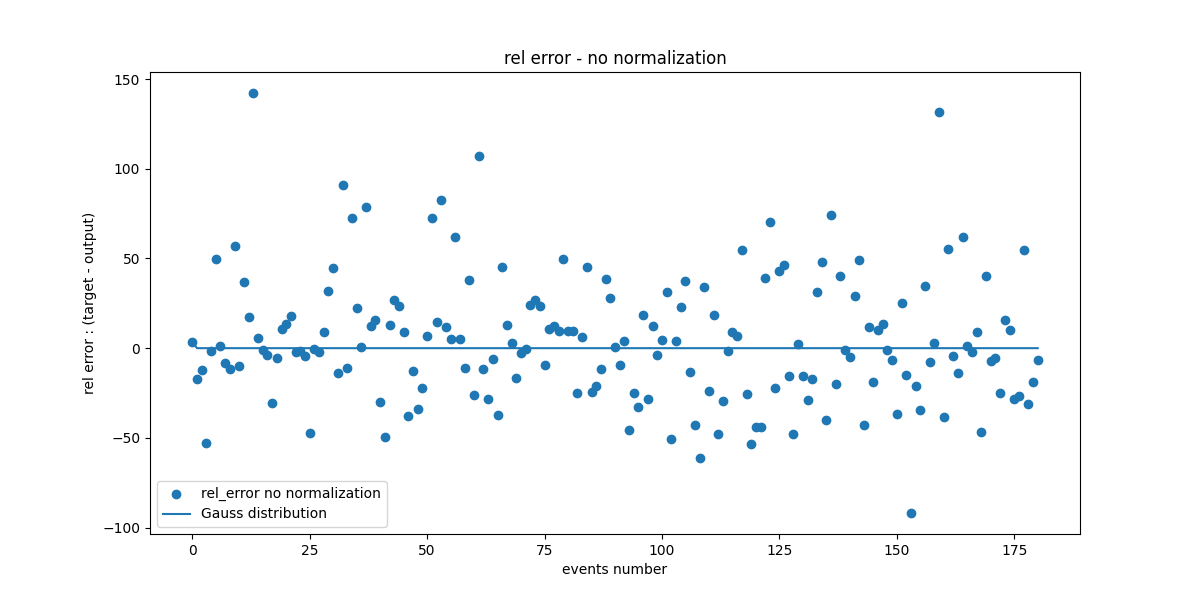 rel error - no normalization
150
100
50
0
−50
−100
rel error : (target - output)
rel_error no normalization
Gauss distribution
0 25 50 75 100 125 150 175
events number